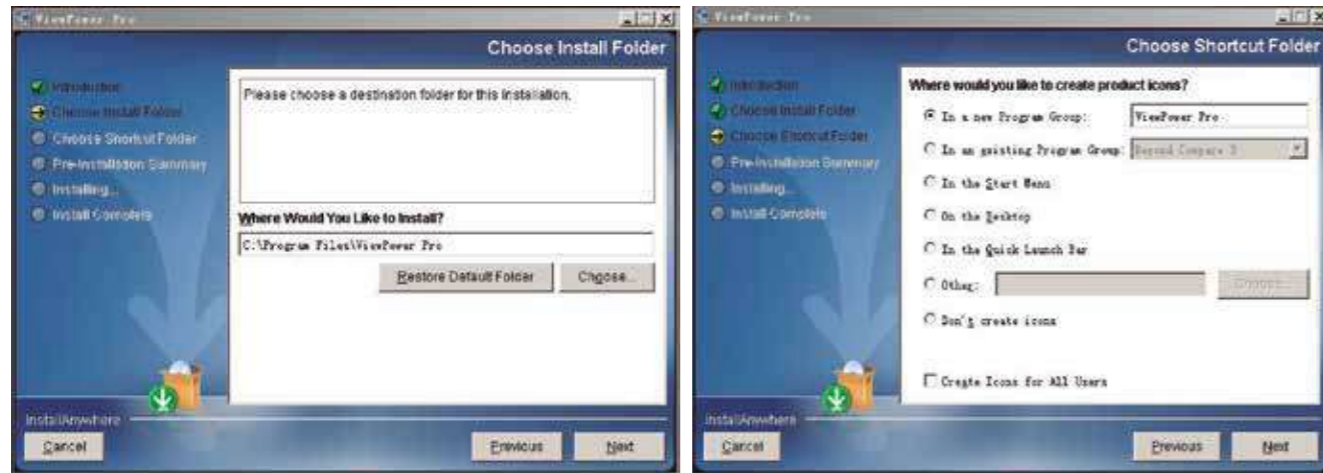 ViewPower Pro
Choose Install Folder
Introduction
Choose Install Folder
Choose Shortcut Folder
Pre-Installation Summary
Installing...
Install Complete
Please choose a destination folder for this installation.
Where Would You Like to Install?
C:\Program Files\ViewPower Pro
Restore Default Folder
Choose...
InstallAnywhere
Cancel
Previous
Next
ViewPower Pro
Choose Shortcut Folder
Introduction
Choose Install Folder
Choose Shortcut Folder
Pre-Installation Summary
Installing...
Install Complete
Where would you like to create product icons?
In a new Program Group: ViewPower Pro
In an existing Program Group: Beyond Compare 3
In the Start Menu
On the Desktop
In the Quick Launch Bar
Other: Choose...
Don't create icons
Create Icons for All Users
InstallAnywhere
Cancel
Previous
Next